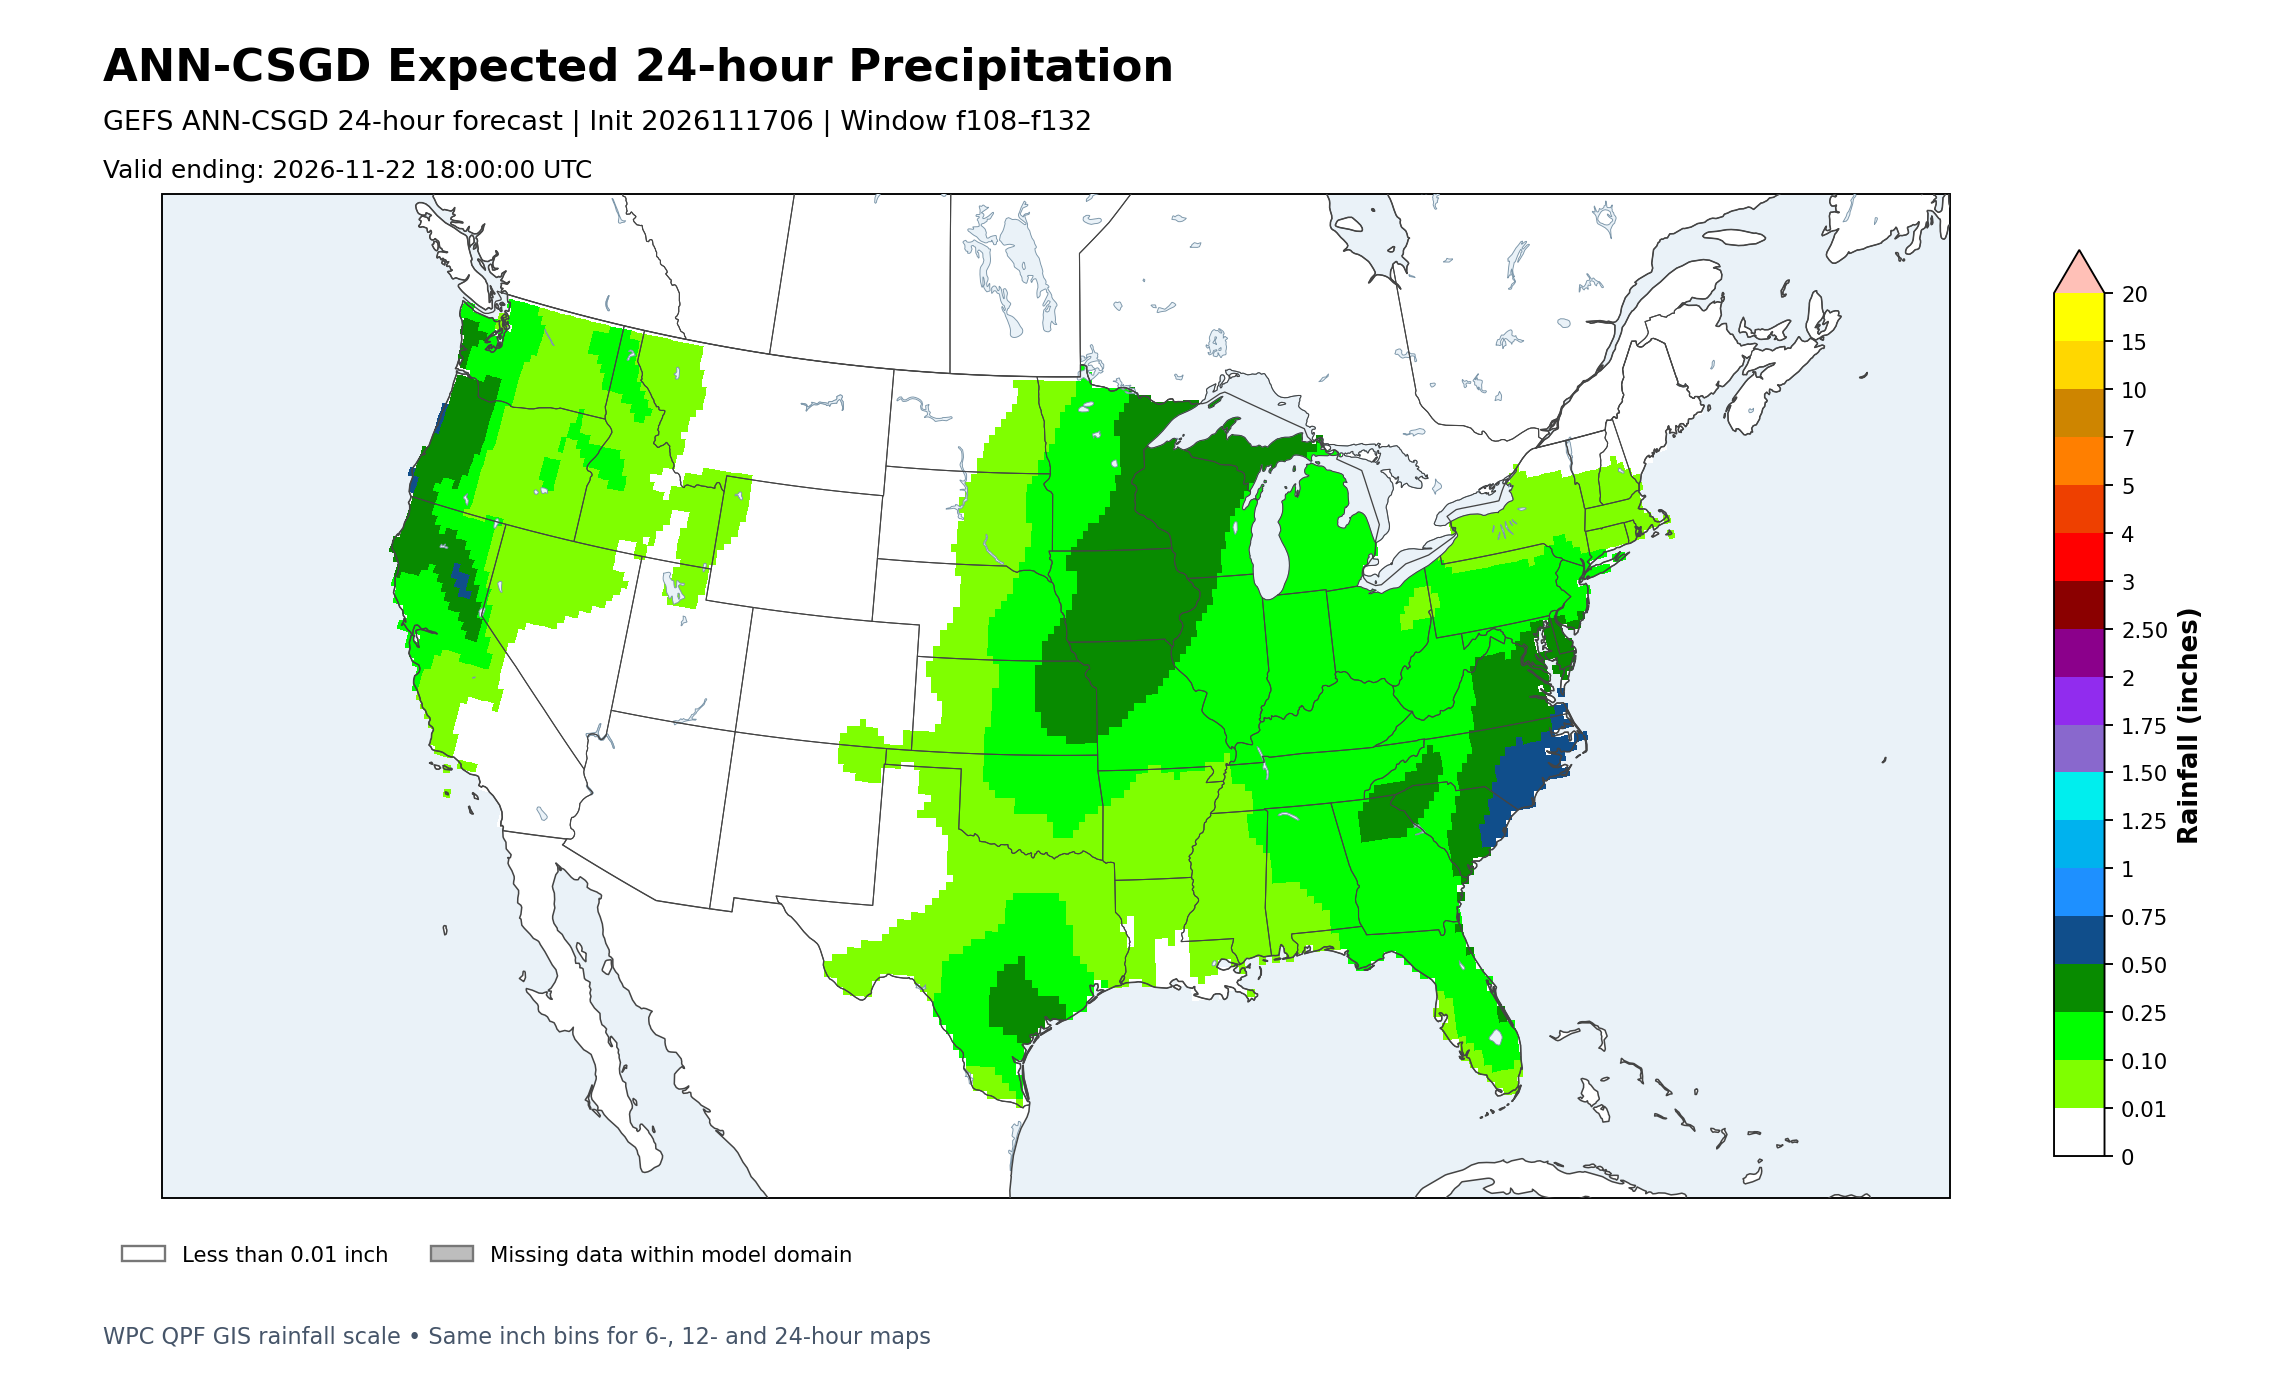 ANN-CSGD Expected 24-hour Precipitation
GEFS ANN-CSGD 24-hour forecast | Init 2026111706 | Window f108–f132
Valid ending: 2026-11-22 18:00:00 UTC
20
15
10
7
5
4
3
2.50
2
1.75
1.50
1.25
1
0.75
0.50
0.25
0.10
0.01
0
Rainfall (inches)
Less than 0.01 inch
Missing data within model domain
WPC QPF GIS rainfall scale • Same inch bins for 6-, 12- and 24-hour maps